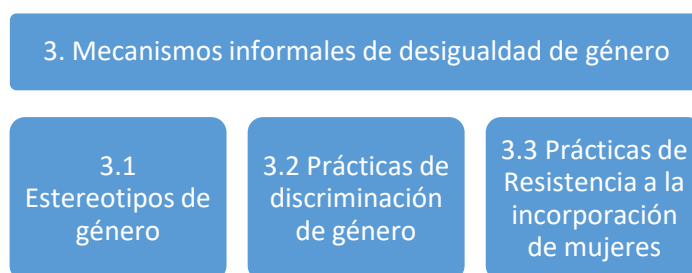 3. Mecanismos informales de desigualdad de género
3.1
Estereotipos de
género
3.2 Prácticas de
discriminación
de género
3.3 Prácticas de
Resistencia a la
incorporación
de mujeres